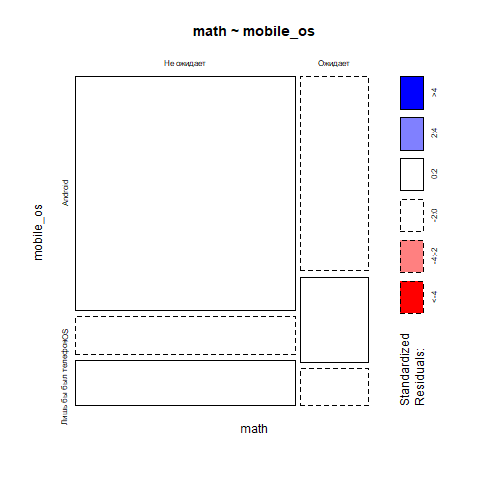 math ~ mobile_os
Не ожидает
Ожидает
Android
iOS
Лишь бы был телефон
mobile_os
math
>4
2:4
0:2
-2:0
-4:-2
<-4
Standardized
Residuals: